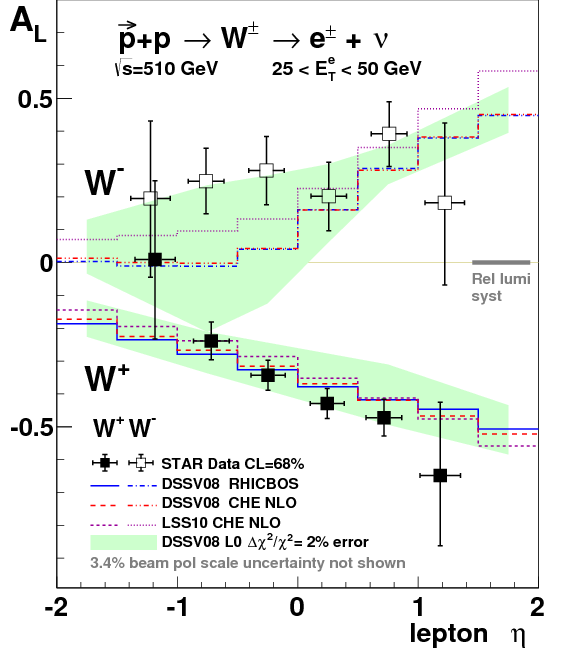 A_L
p⃗+p → W^± → e^± + ν
√s=510 GeV 25 < E_T^e < 50 GeV
0.5
W^-
0
Rel lumi
syst
W^+
-0.5
W^+ W^-
STAR Data CL=68%
DSSV08 RHICBOS
DSSV08 CHE NLO
LSS10 CHE NLO
DSSV08 L0 Δχ²/χ²= 2% error
3.4% beam pol scale uncertainty not shown
-2 -1 0 1 2
lepton η